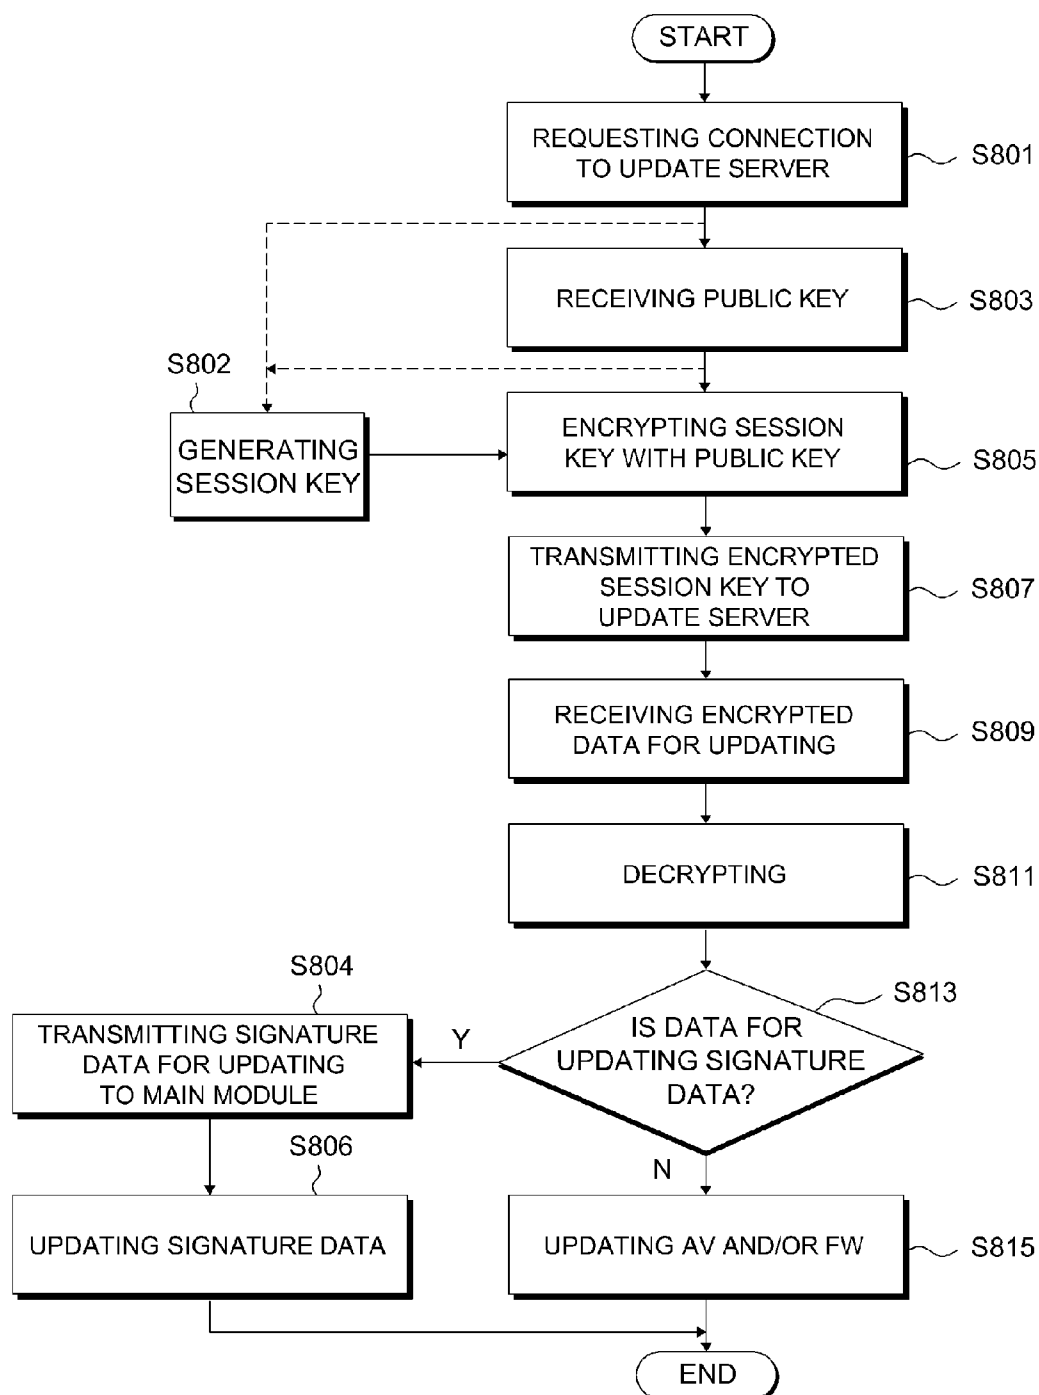 START
REQUESTING CONNECTION
TO UPDATE SERVER
S801
RECEIVING PUBLIC KEY
S803
S802
GENERATING
SESSION KEY
ENCRYPTING SESSION
KEY WITH PUBLIC KEY
S805
TRANSMITTING ENCRYPTED
SESSION KEY TO
UPDATE SERVER
S807
RECEIVING ENCRYPTED
DATA FOR UPDATING
S809
DECRYPTING
S811
S813
IS DATA FOR
UPDATING SIGNATURE
DATA?
Y
S804
TRANSMITTING SIGNATURE
DATA FOR UPDATING
TO MAIN MODULE
S806
UPDATING SIGNATURE DATA
N
UPDATING AV AND/OR FW
S815
END